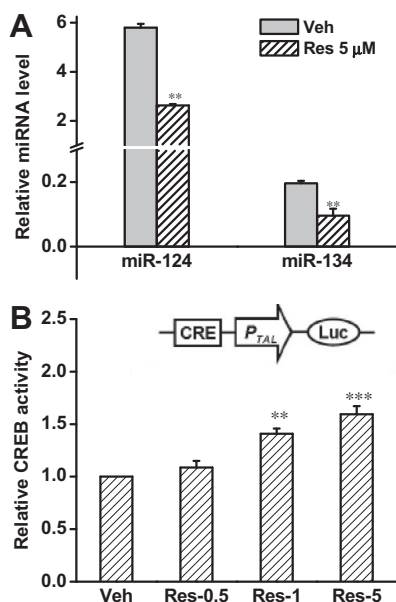 A
Relative miRNA level
6
4
2
0.2
0.0
Veh
Res 5 μM
**
**
miR-124 miR-134
B
Relative CREB activity
2.5
2.0
1.5
1.0
0.5
0.0
CRE P_TAL Luc
**
***
Veh Res-0.5 Res-1 Res-5